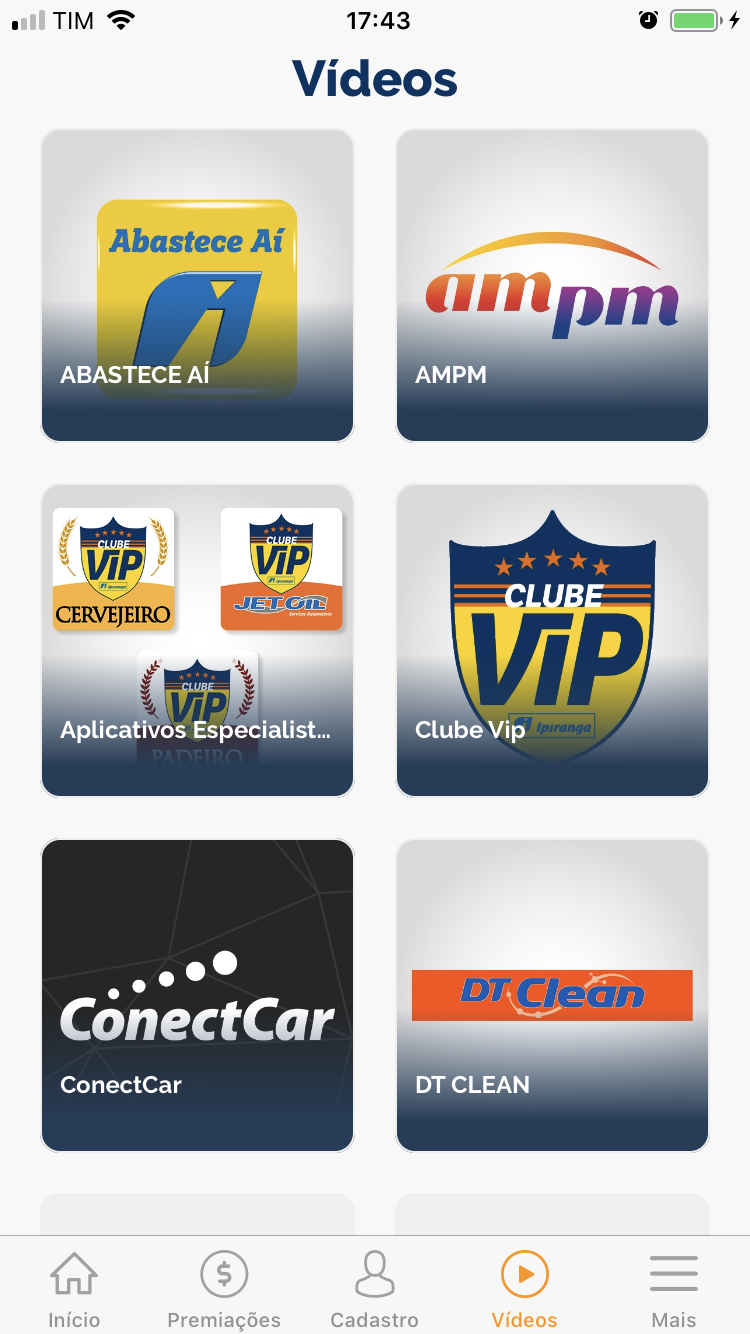 TIM
17:43
Vídeos
Abastece Aí
ABASTECE AÍ
ampm
AMPM
CLUBE
ViP
Ipiranga
CERVEJEIRO
CLUBE
ViP
Ipiranga
JET OIL
Serviços Automotivos
CLUBE
ViP
PADEIRO
Aplicativos Especialist...
CLUBE
ViP
Ipiranga
Clube Vip
ConectCar
ConectCar
DT Clean
DT CLEAN
Início
Premiações
Cadastro
Vídeos
Mais